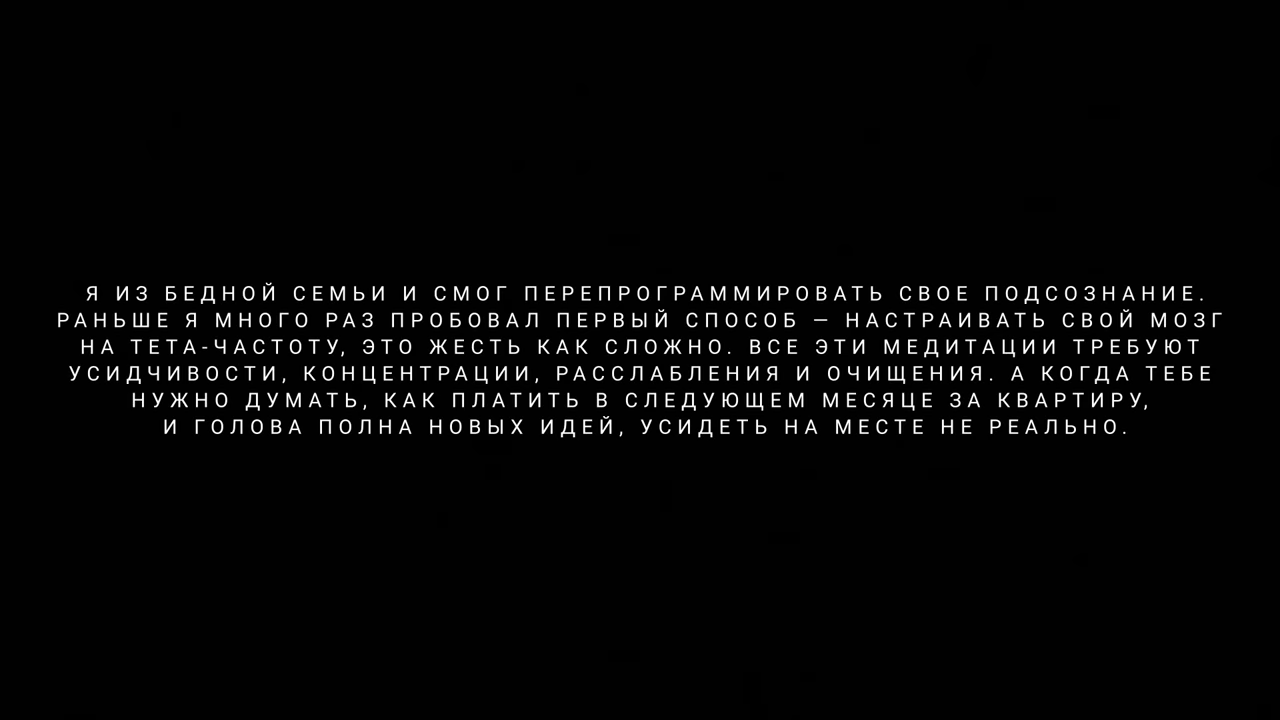 Я ИЗ БЕДНОЙ СЕМЬИ И СМОГ ПЕРЕПРОГРАММИРОВАТЬ СВОЕ ПОДСОЗНАНИЕ.
РАНЬШЕ Я МНОГО РАЗ ПРОБОВАЛ ПЕРВЫЙ СПОСОБ — НАСТРАИВАТЬ СВОЙ МОЗГ
НА ТЕТА-ЧАСТОТУ, ЭТО ЖЕСТЬ КАК СЛОЖНО. ВСЕ ЭТИ МЕДИТАЦИИ ТРЕБУЮТ
УСИДЧИВОСТИ, КОНЦЕНТРАЦИИ, РАССЛАБЛЕНИЯ И ОЧИЩЕНИЯ. А КОГДА ТЕБЕ
НУЖНО ДУМАТЬ, КАК ПЛАТИТЬ В СЛЕДУЮЩЕМ МЕСЯЦЕ ЗА КВАРТИРУ,
И ГОЛОВА ПОЛНА НОВЫХ ИДЕЙ, УСИДЕТЬ НА МЕСТЕ НЕ РЕАЛЬНО.